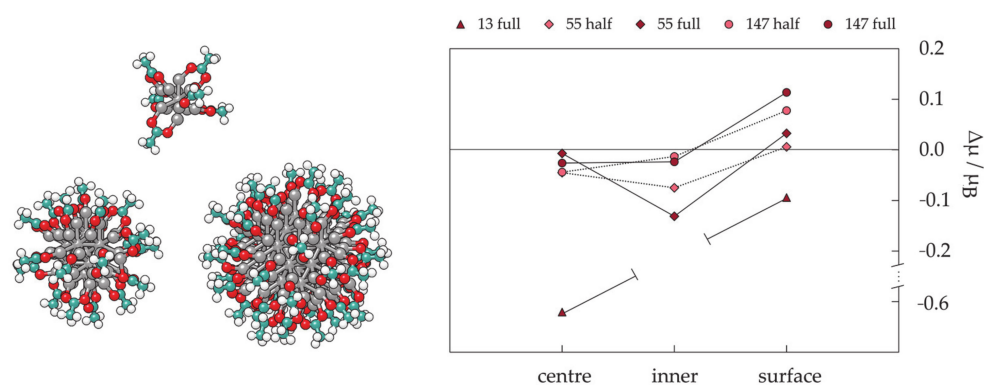 13 full 55 half 55 full 147 half 147 full
0.2
0.1
0.0
-0.1
-0.2
-0.6
Δμ / μB
centre inner surface